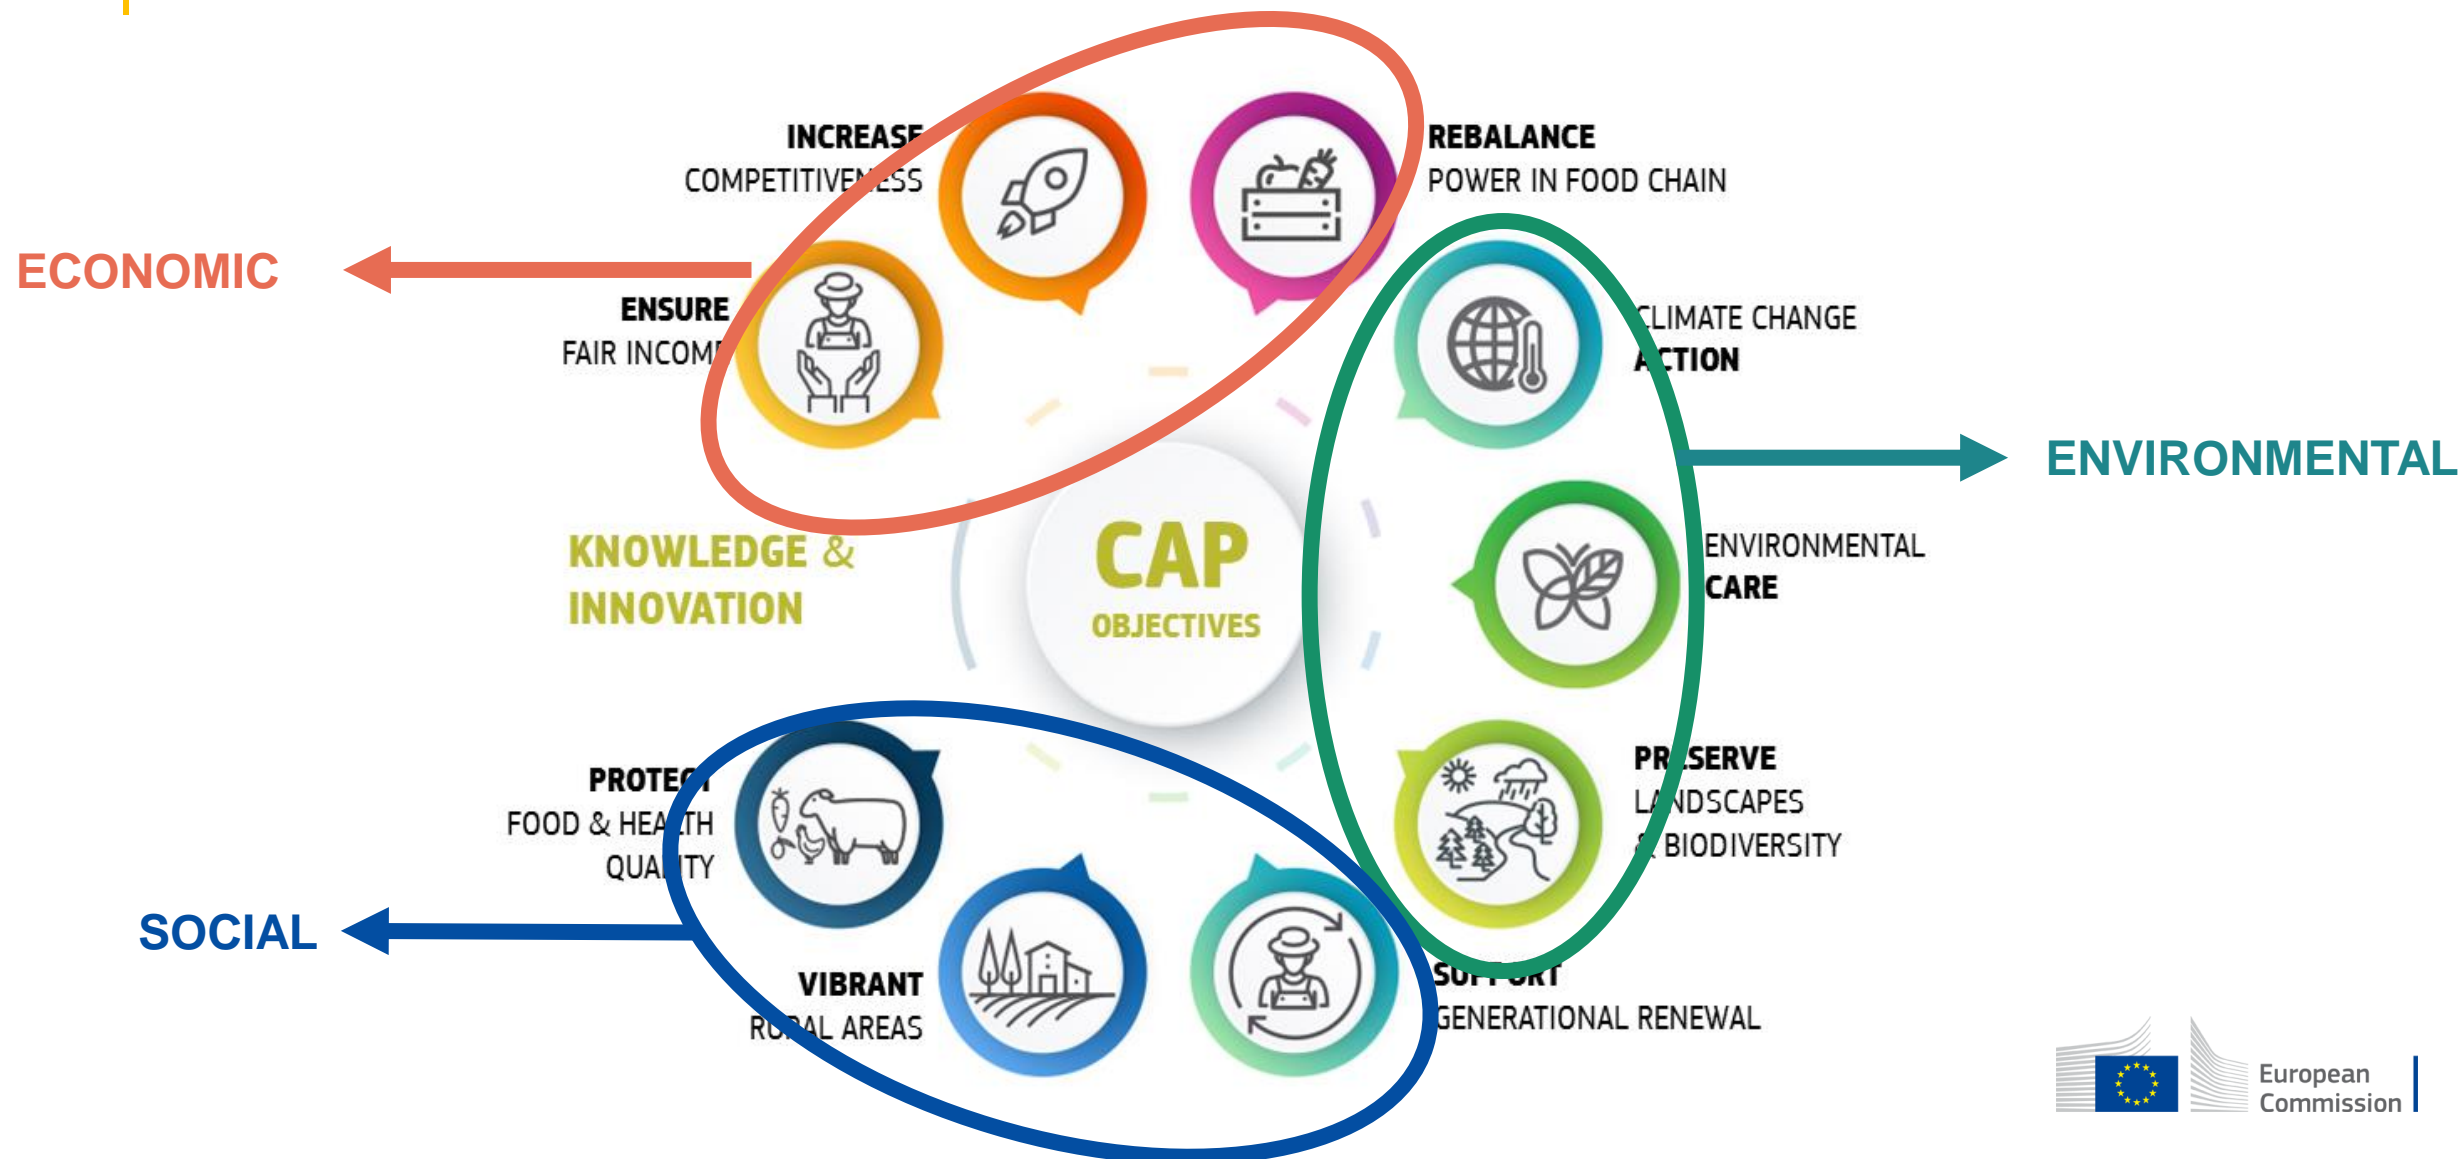 INCREASE
COMPETITIVENESS
REBALANCE
POWER IN FOOD CHAIN
ECONOMIC
ENSURE
FAIR INCOME
CLIMATE CHANGE
ACTION
ENVIRONMENTAL
KNOWLEDGE &
INNOVATION
CAP
OBJECTIVES
ENVIRONMENTAL
CARE
PROTECT
FOOD & HEALTH
QUALITY
PRESERVE
LANDSCAPES
& BIODIVERSITY
SOCIAL
VIBRANT
RURAL AREAS
SUPPORT
GENERATIONAL RENEWAL
European
Commission